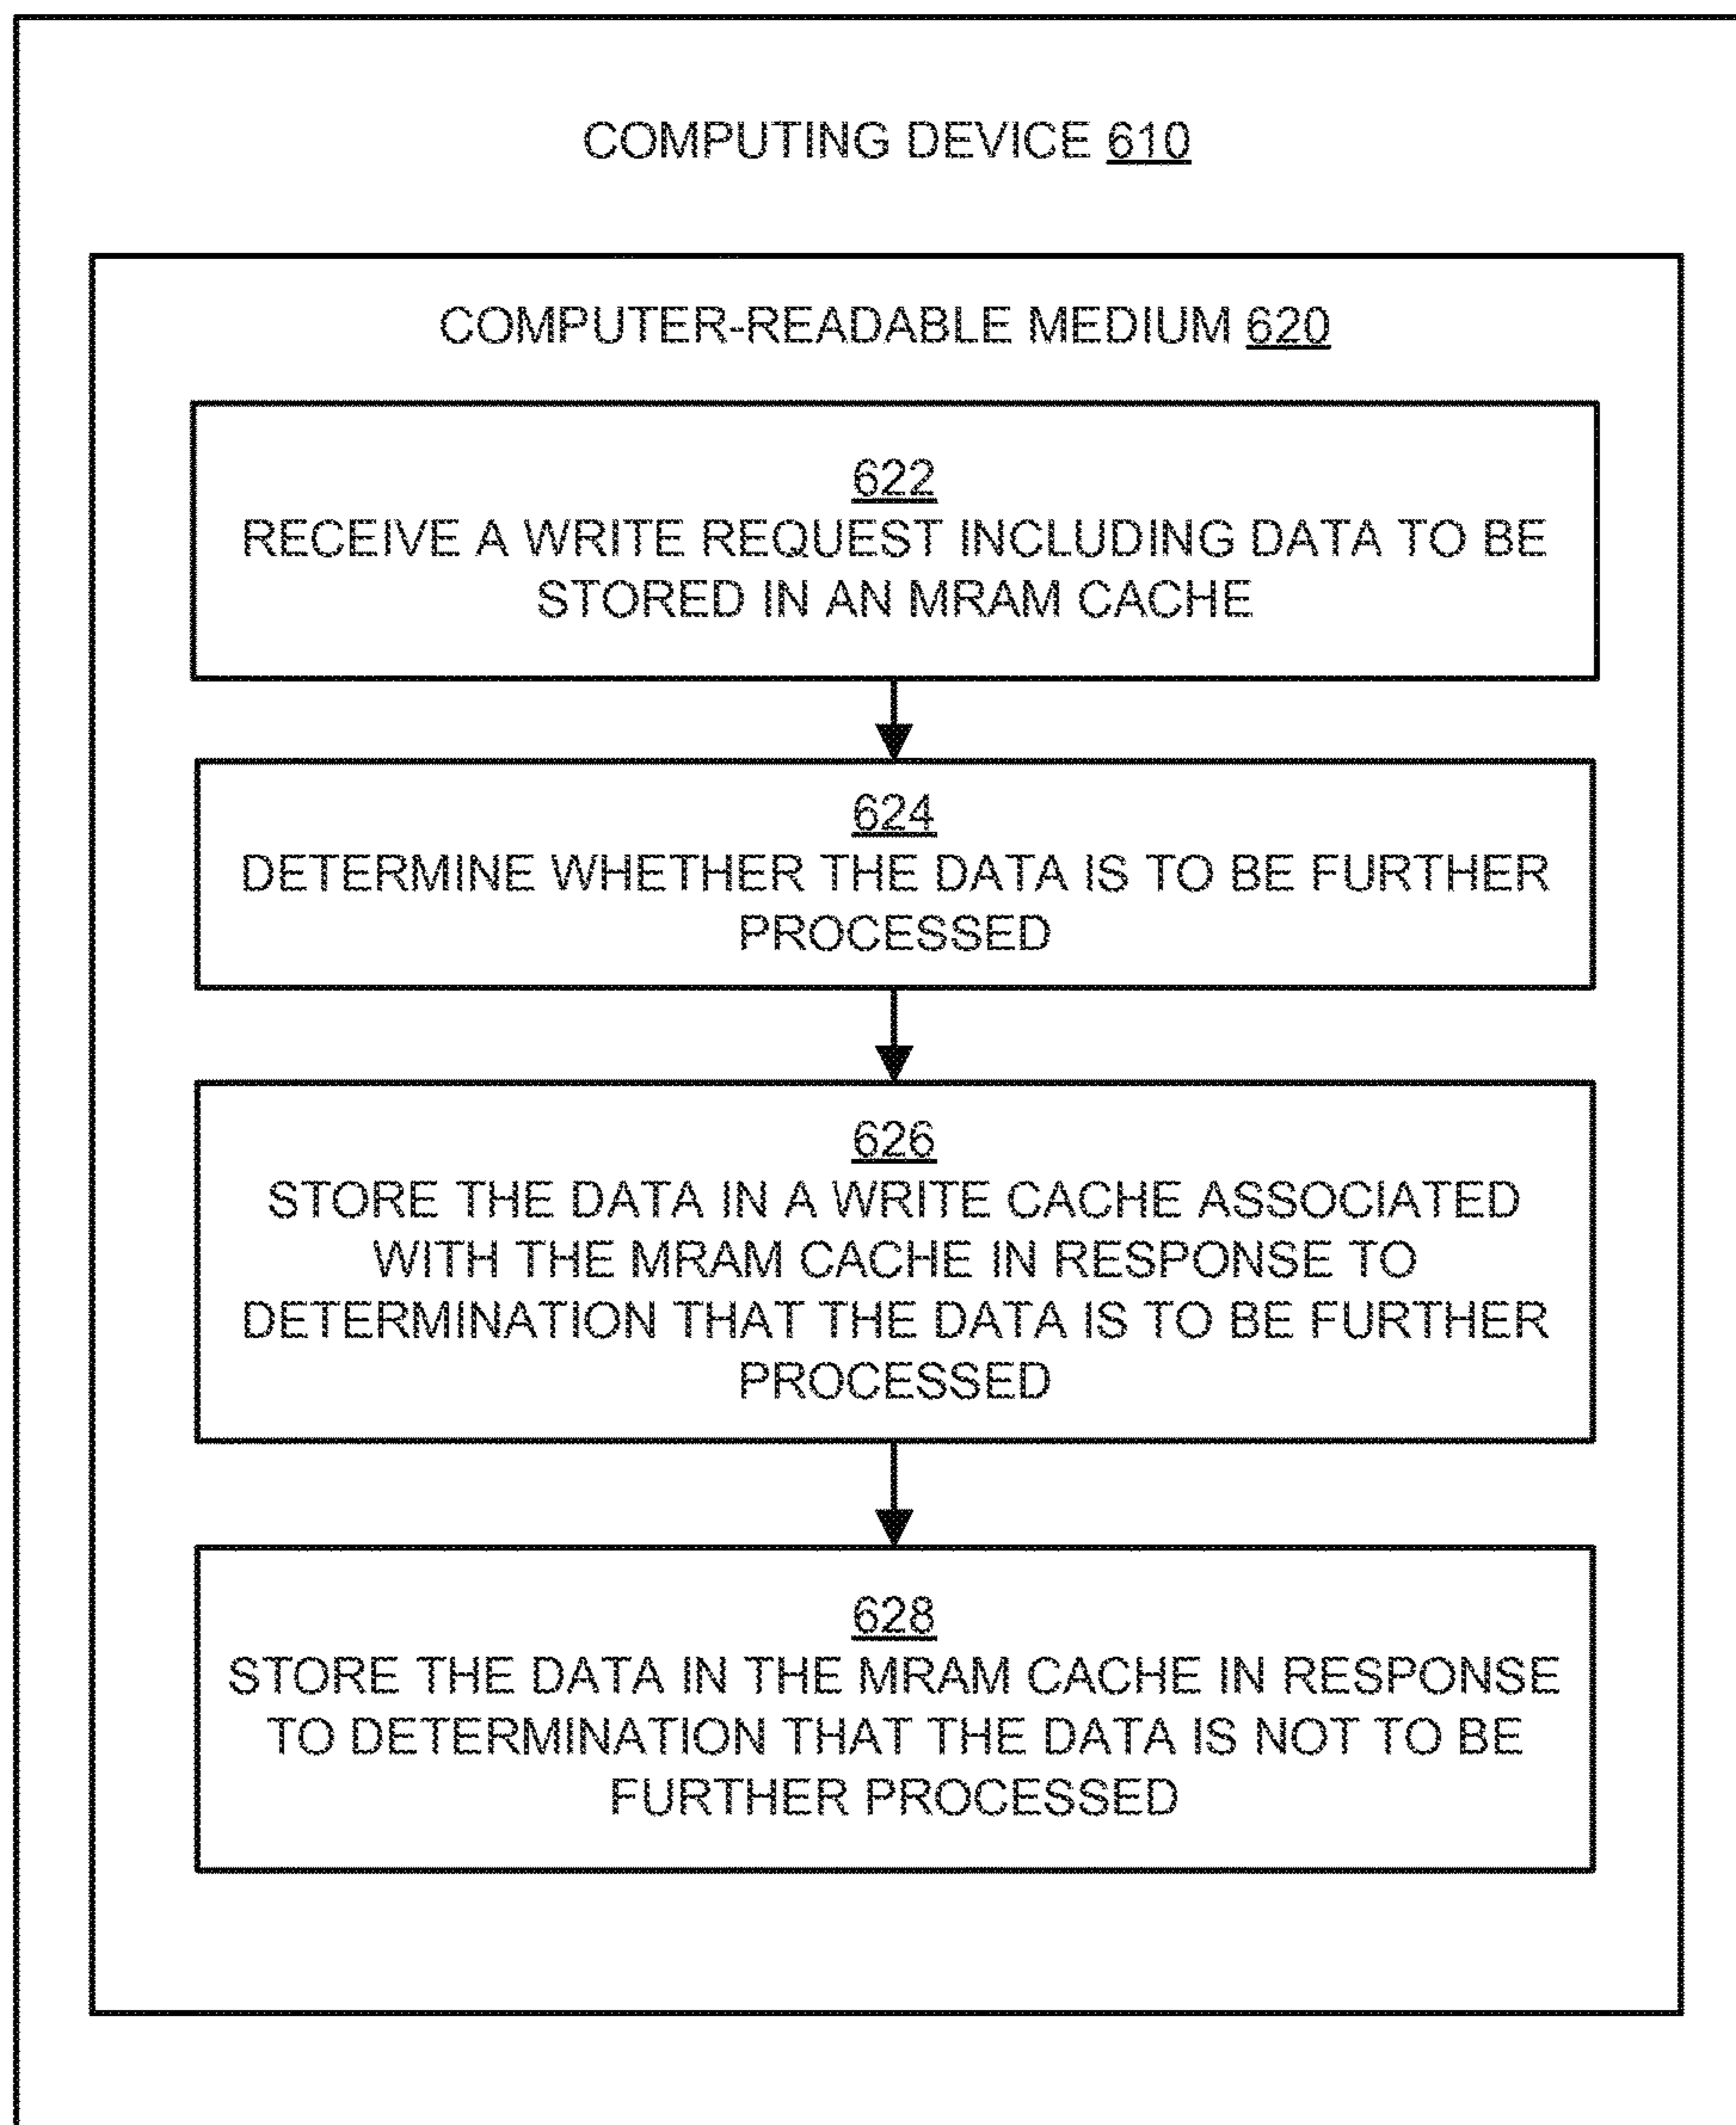 COMPUTING DEVICE 610
COMPUTER-READABLE MEDIUM 620
622
RECEIVE A WRITE REQUEST INCLUDING DATA TO BE
STORED IN AN MRAM CACHE
624
DETERMINE WHETHER THE DATA IS TO BE FURTHER
PROCESSED
626
STORE THE DATA IN A WRITE CACHE ASSOCIATED
WITH THE MRAM CACHE IN RESPONSE TO
DETERMINATION THAT THE DATA IS TO BE FURTHER
PROCESSED
628
STORE THE DATA IN THE MRAM CACHE IN RESPONSE
TO DETERMINATION THAT THE DATA IS NOT TO BE
FURTHER PROCESSED